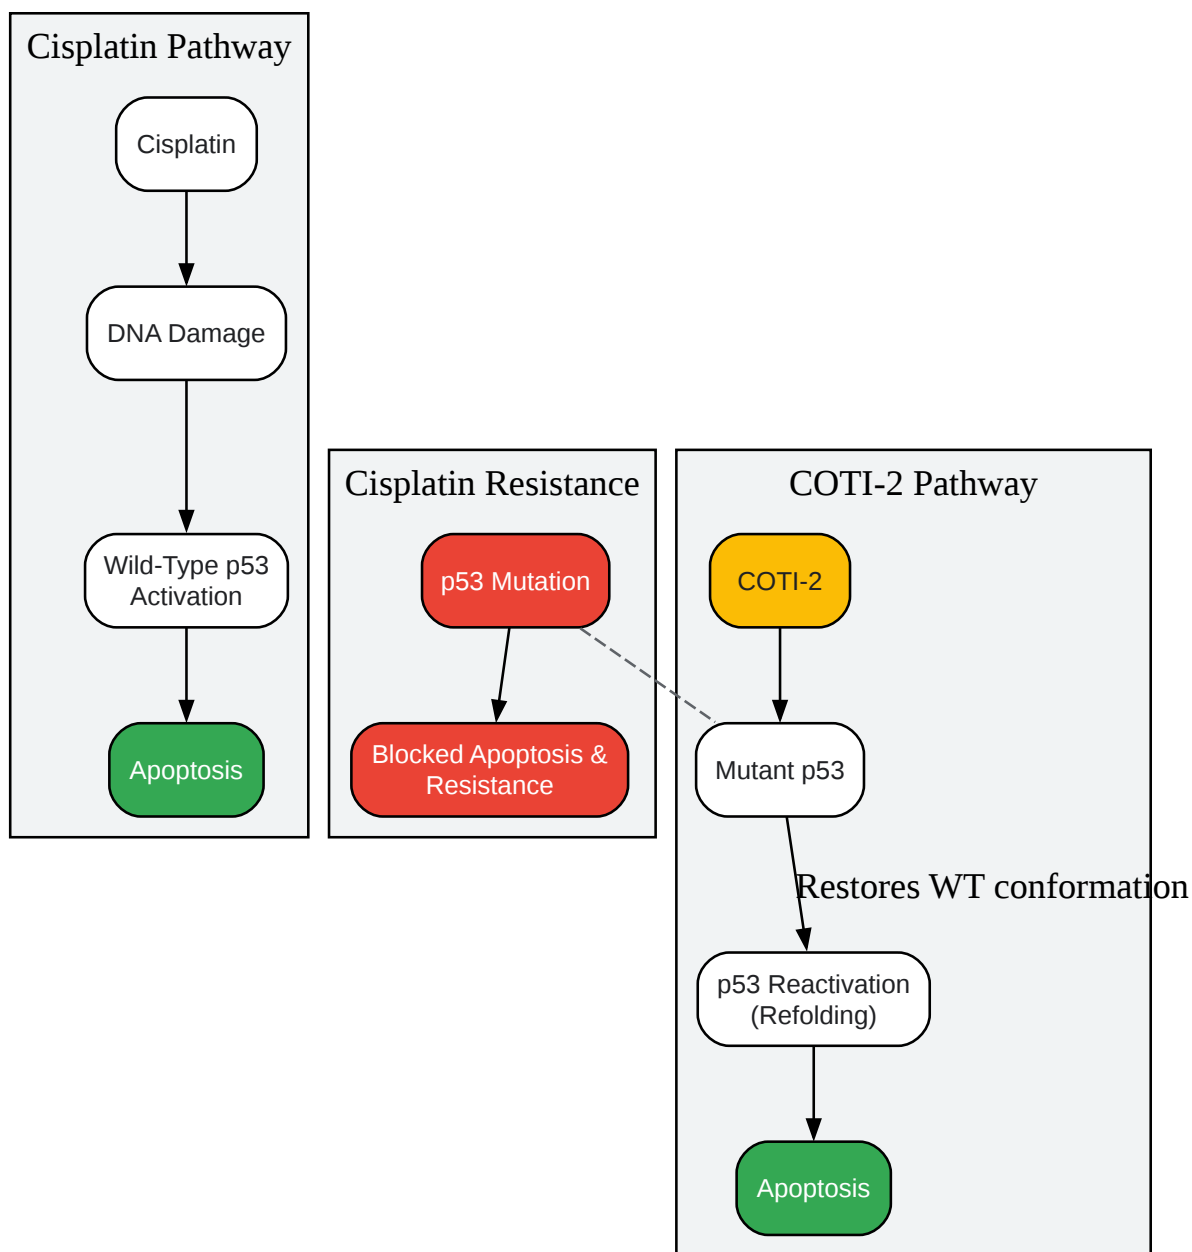 Cisplatin Pathway
Cisplatin
DNA Damage
Wild-Type p53
Activation
Apoptosis
Cisplatin Resistance
p53 Mutation
Blocked Apoptosis &
Resistance
COTI-2 Pathway
COTI-2
Mutant p53
Restores WT conformation
p53 Reactivation
(Refolding)
Apoptosis